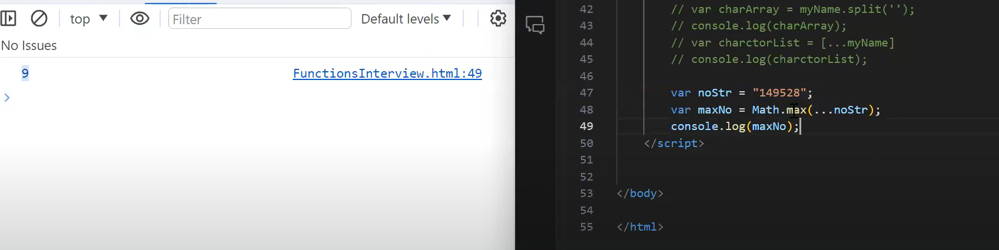 top Filter Default levels
No Issues
9 FunctionsInterview.html:49
>
42 // var charArray = myName.split('');
43 // console.log(charArray);
44 // var charctorList = [...myName]
45 // console.log(charctorList);
46
47 var noStr = "149528";
48 var maxNo = Math.max(...noStr);
49 console.log(maxNo);
50 </script>
51
52
53 </body>
54
55 </html>